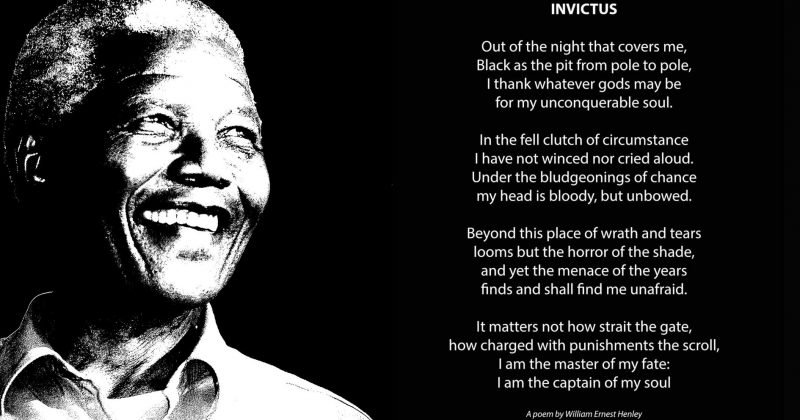 INVICTUS
Out of the night that covers me,
Black as the pit from pole to pole,
I thank whatever gods may be
for my unconquerable soul.
In the fell clutch of circumstance
I have not winced nor cried aloud.
Under the bludgeonings of chance
my head is bloody, but unbowed.
Beyond this place of wrath and tears
looms but the horror of the shade,
and yet the menace of the years
finds and shall find me unafraid.
It matters not how strait the gate,
how charged with punishments the scroll,
I am the master of my fate:
I am the captain of my soul
A poem by William Ernest Henley